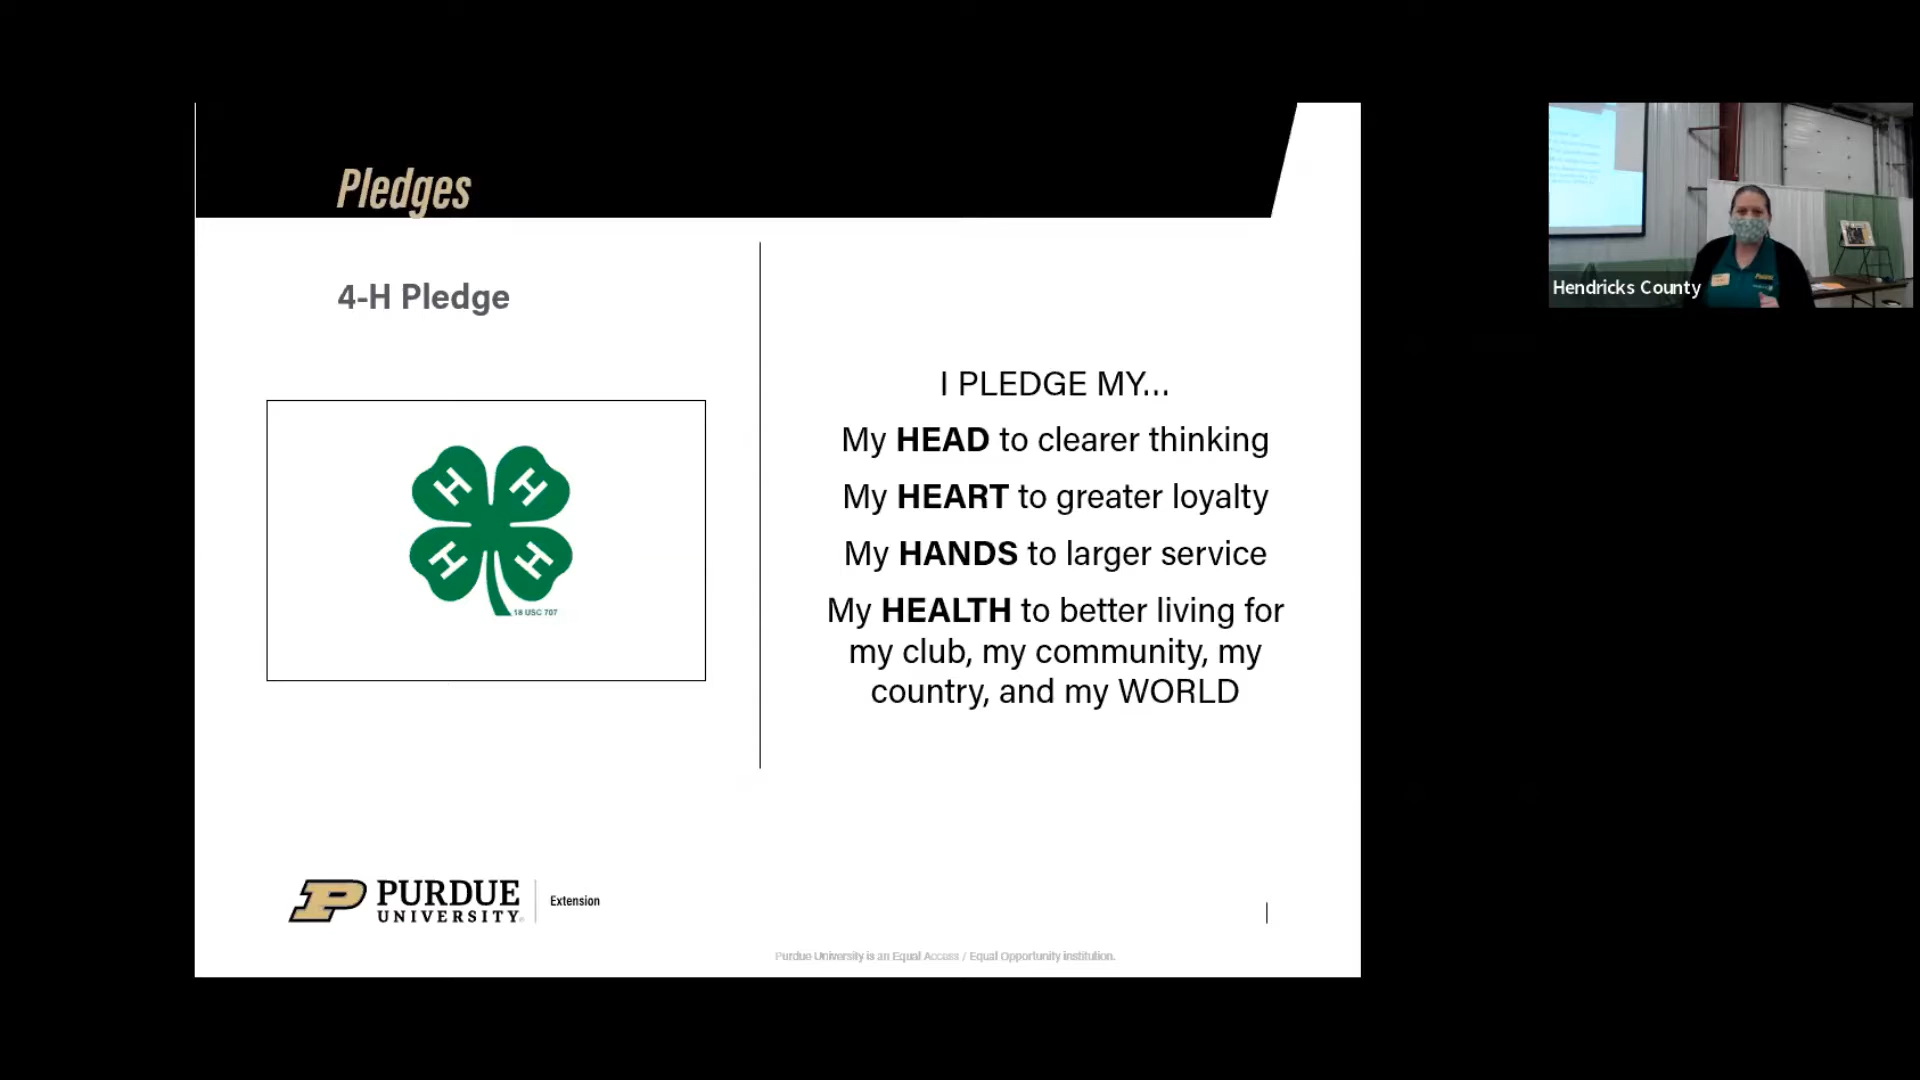 Pledges
4-H Pledge
H H
H H
18 USC 707
I PLEDGE MY...
My HEAD to clearer thinking
My HEART to greater loyalty
My HANDS to larger service
My HEALTH to better living for
my club, my community, my
country, and my WORLD
P PURDUE
UNIVERSITY®
Extension
Purdue University is an Equal Access / Equal Opportunity institution.
Hendricks County